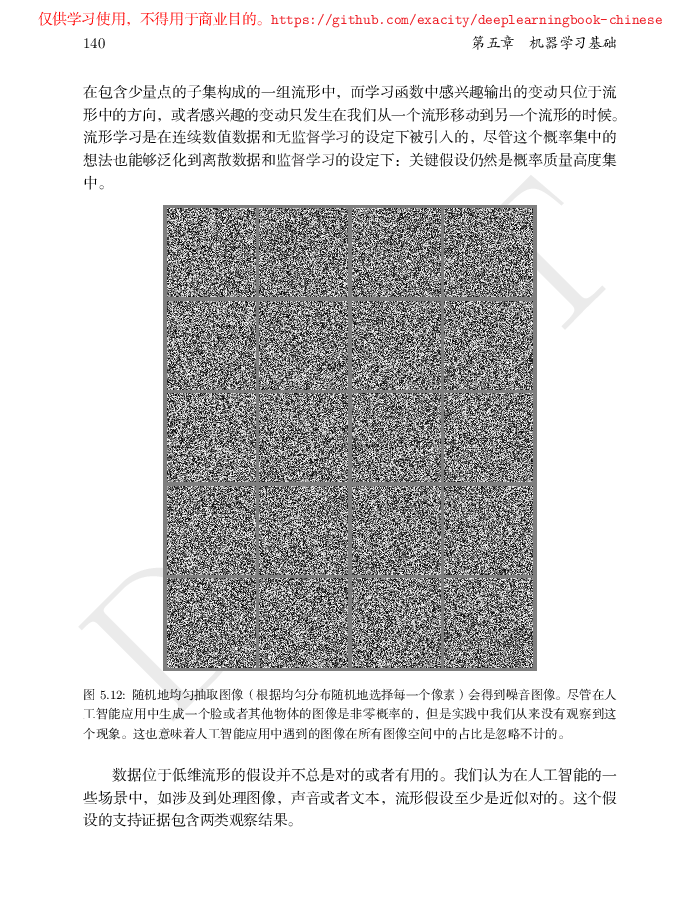 仅供学习使用，不得用于商业目的。https://github.com/exacity/deeplearningbook-chinese
140 第五章 机器学习基础
在包含少量点的子集构成的一组流形中，而学习函数中感兴趣输出的变动只位于流
形中的方向，或者感兴趣的变动只发生在我们从一个流形移动到另一个流形的时候。
流形学习是在连续数值数据和无监督学习的设定下被引入的，尽管这个概率集中的
想法也能够泛化到离散数据和监督学习的设定下：关键假设仍然是概率质量高度集
中。
图 5.12: 随机地均匀抽取图像（根据均匀分布随机地选择每一个像素）会得到噪音图像。尽管在人
工智能应用中生成一个脸或者其他物体的图像是非零概率的，但是实践中我们从来没有观察到这
个现象。这也意味着人工智能应用中遇到的图像在所有图像空间中的占比是忽略不计的。
数据位于低维流形的假设并不总是对的或者有用的。我们认为在人工智能的一
些场景中，如涉及到处理图像，声音或者文本，流形假设至少是近似对的。这个假
设的支持证据包含两类观察结果。